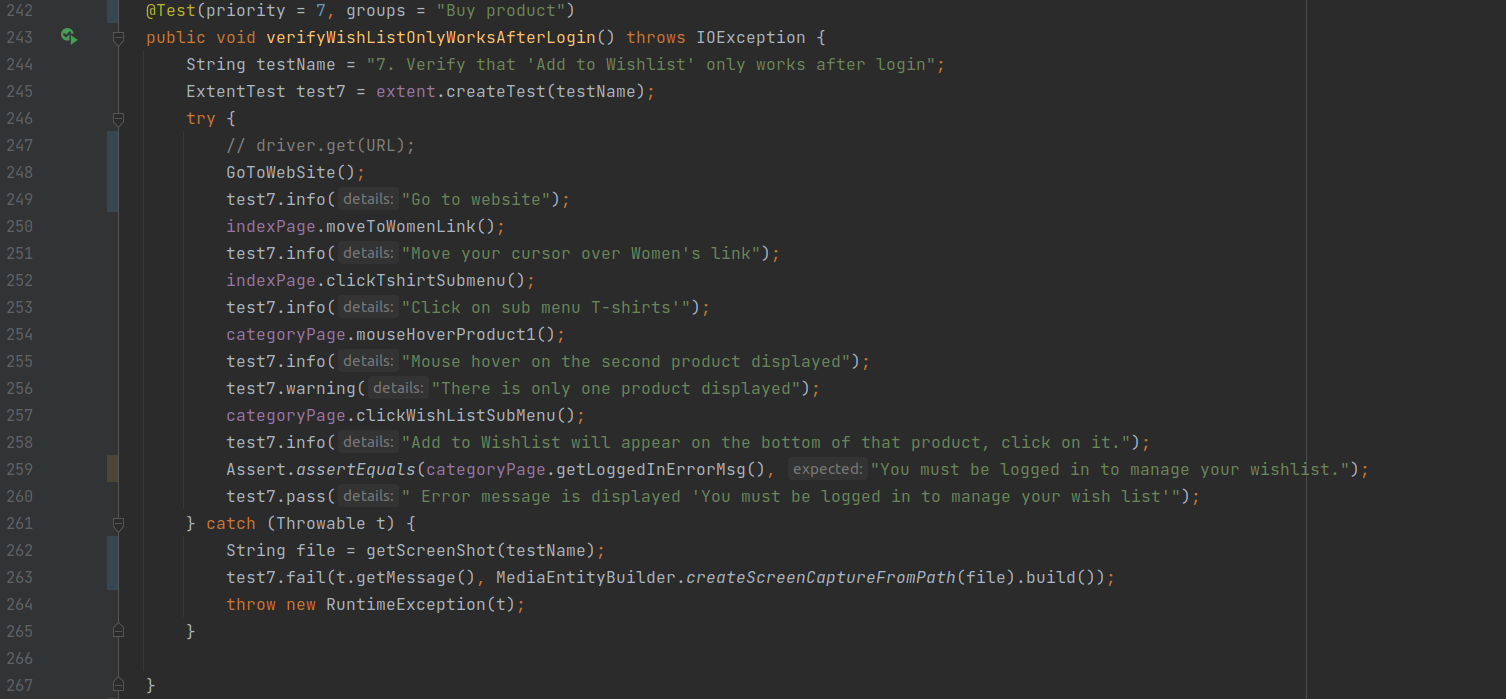 242 @Test(priority = 7, groups = "Buy product")
243 public void verifyWishListOnlyWorksAfterLogin() throws IOException {
244 String testName = "7. Verify that 'Add to Wishlist' only works after login";
245 ExtentTest test7 = extent.createTest(testName);
246 try {
247 // driver.get(URL);
248 GoToWebSite();
249 test7.info( details: "Go to website");
250 indexPage.moveToWomenLink();
251 test7.info( details: "Move your cursor over Women's link");
252 indexPage.clickTshirtSubmenu();
253 test7.info( details: "Click on sub menu T-shirts'");
254 categoryPage.mouseHoverProduct1();
255 test7.info( details: "Mouse hover on the second product displayed");
256 test7.warning( details: "There is only one product displayed");
257 categoryPage.clickWishListSubMenu();
258 test7.info( details: "Add to Wishlist will appear on the bottom of that product, click on it.");
259 Assert.assertEquals(categoryPage.getLoggedInErrorMsg(), expected: "You must be logged in to manage your wishlist.");
260 test7.pass( details: " Error message is displayed 'You must be logged in to manage your wish list'");
261 } catch (Throwable t) {
262 String file = getScreenShot(testName);
263 test7.fail(t.getMessage(), MediaEntityBuilder.createScreenCaptureFromPath(file).build());
264 throw new RuntimeException(t);
265 }
266
267 }